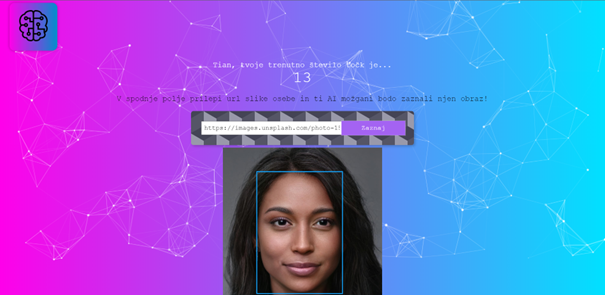 Tian, tvoje trenutno število točk je...
13
V spodnje polje prilepi url slike osebe in ti AI možgani bodo zaznali njen obraz!
https://images.unsplash.com/photo-15
Zaznaj